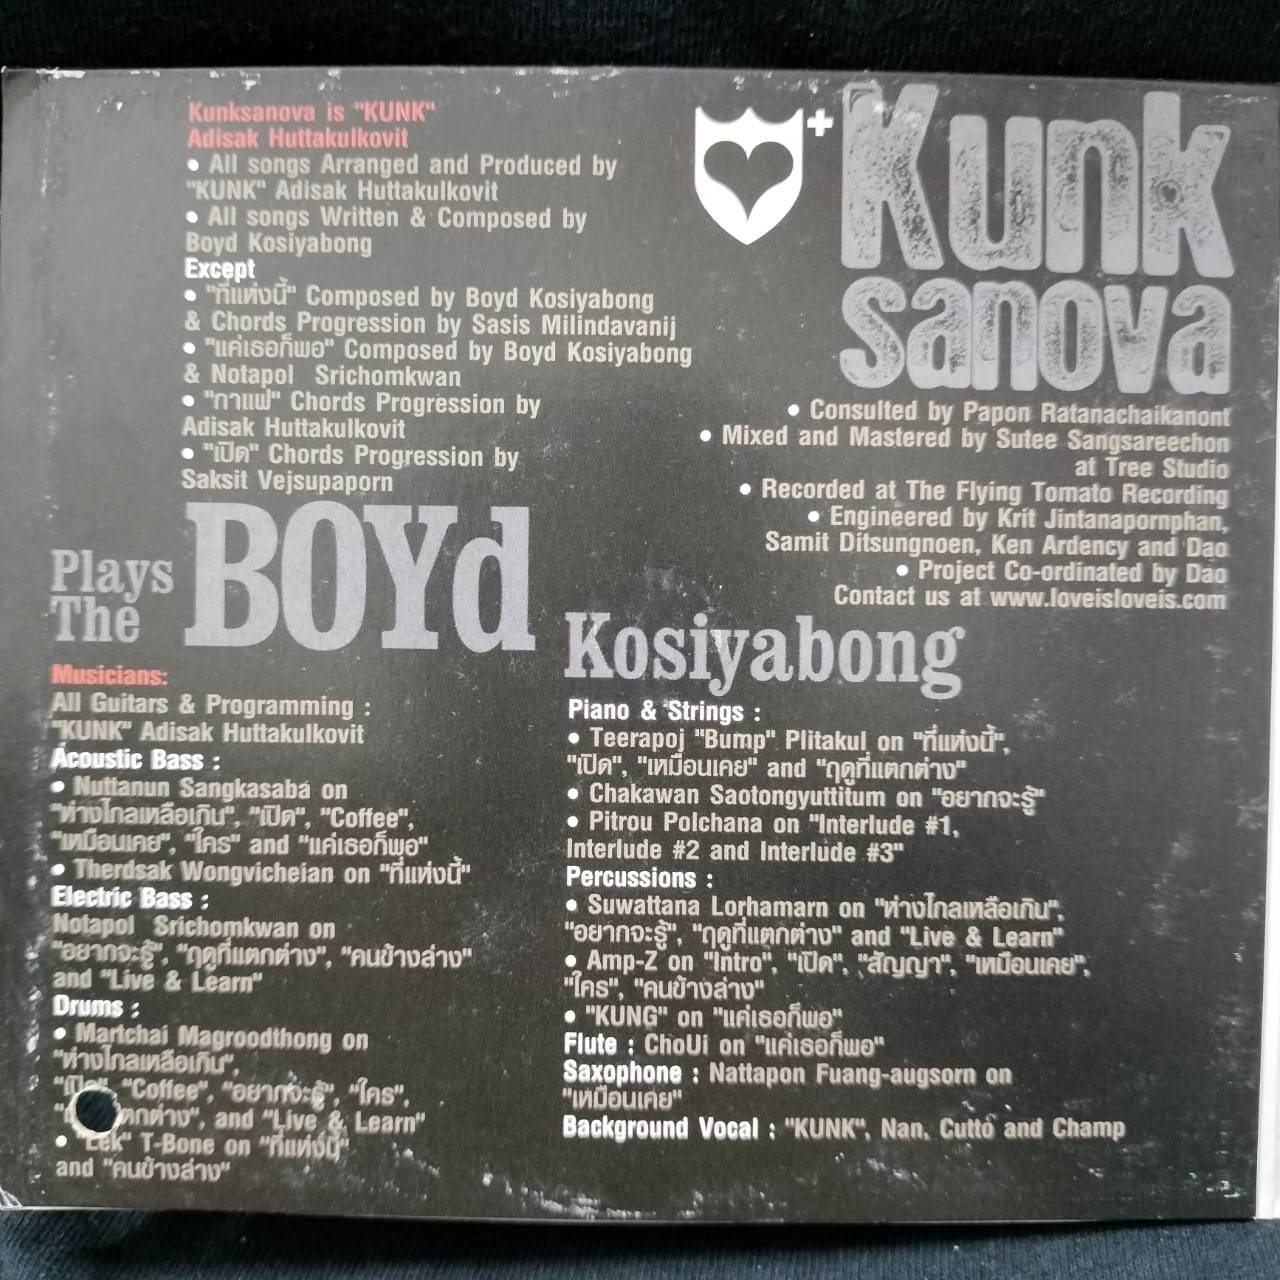 Kunksanova is "KUNK"
Adisak Huttakulkovit
• All songs Arranged and Produced by
"KUNK" Adisak Huttakulkovit
• All songs Written & Composed by
Boyd Kosiyabong
Except
• "ที่แห่งนี้" Composed by Boyd Kosiyabong
& Chords Progression by Sasis Milindavanij
• "แค่เธอก็พอ" Composed by Boyd Kosiyabong
& Notapol Srichomkwan
• "กาแฟ" Chords Progression by
Adisak Huttakulkovit
• "เปิด" Chords Progression by
Saksit Vejsupaporn
Kunk
sanova
• Consulted by Papon Ratanachaikanont
• Mixed and Mastered by Sutee Sangsareechon
at Tree Studio
• Recorded at The Flying Tomato Recording
• Engineered by Krit Jintanapornphan,
Samit Ditsungnoen, Ken Ardency and Dao
• Project Co-ordinated by Dao
Contact us at www.loveisloveis.com
Plays
The
BOYd
Kosiyabong
Musicians:
All Guitars & Programming :
"KUNK" Adisak Huttakulkovit
Acoustic Bass :
• Nuttanun Sangkasaba on
"ห่างไกลเหลือเกิน", "เปิด", "Coffee",
"เหมือนเคย", "ใคร" and "แค่เธอก็พอ"
• Therdsak Wongvicheian on "ที่แห่งนี้"
Electric Bass :
Notapol Srichomkwan on
"อยากจะรู้", "ฤดูที่แตกต่าง", "คนข้างล่าง"
and "Live & Learn"
Drums :
• Martchai Magroodthong on
"ห่างไกลเหลือเกิน",
"เปิด", "Coffee", "อยากจะรู้", "ใคร",
and "Live & Learn"
• "Lek" T-Bone on "ที่แห่งนี้"
and "คนข้างล่าง"
Piano & Strings :
• Teerapoj "Bump" Plitakul on "ที่แห่งนี้",
"เปิด", "เหมือนเคย" and "ฤดูที่แตกต่าง"
• Chakawan Saotongyuttitum on "อยากจะรู้"
• Pitrou Polchana on "Interlude #1,
Interlude #2 and Interlude #3"
Percussions :
• Suwattana Lorhamarn on "ห่างไกลเหลือเกิน",
"อยากจะรู้", "ฤดูที่แตกต่าง" and "Live & Learn"
• Amp-Z on "Intro", "เปิด", "สัญญา", "เหมือนเคย",
"ใคร", "คนข้างล่าง"
• "KUNG" on "แค่เธอก็พอ"
Flute : ChoUi on "แค่เธอก็พอ"
Saxophone : Nattapon Fuang-augsorn on
"เหมือนเคย"
Background Vocal : "KUNK", Nan, Cutto and Champ